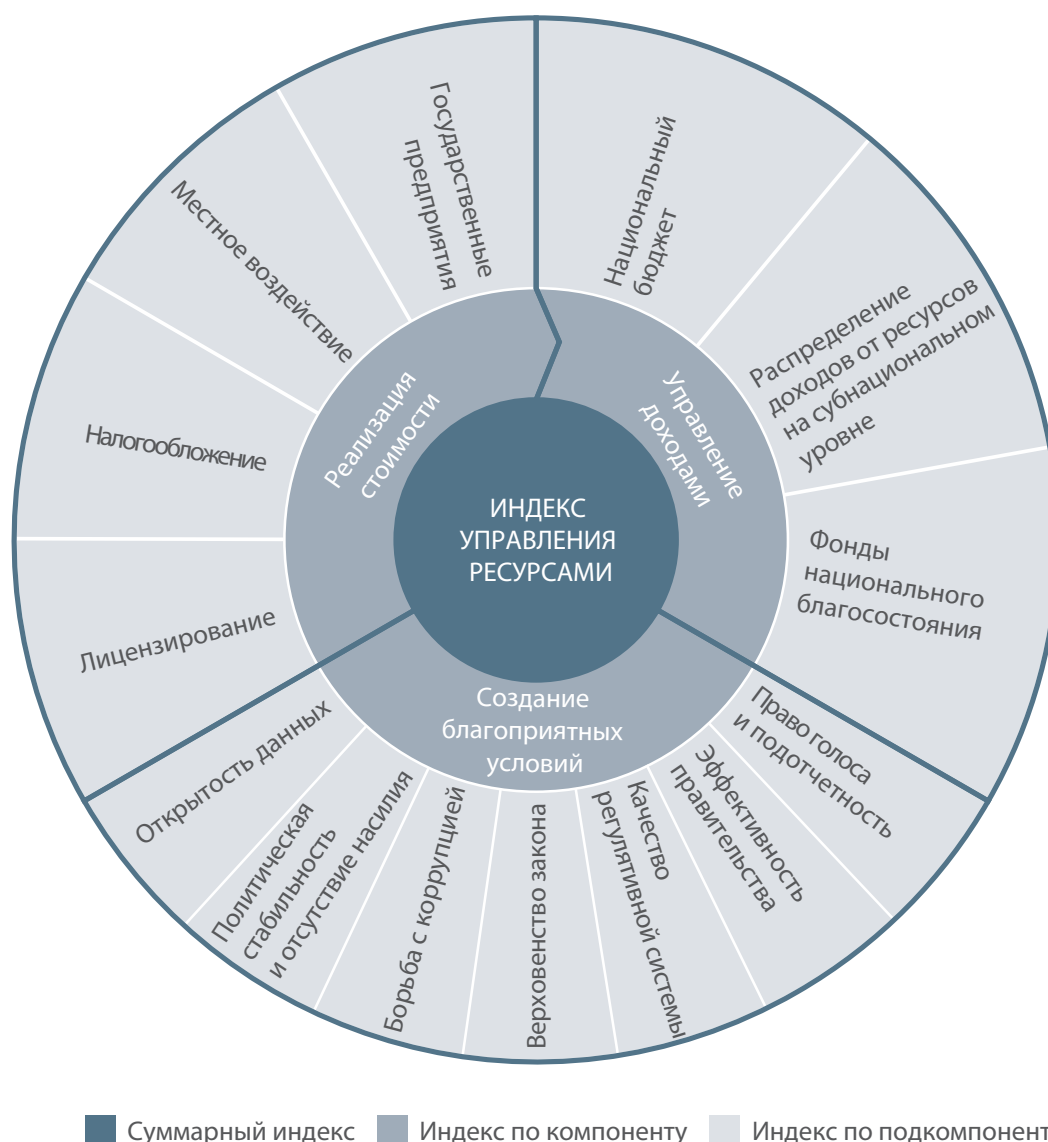 ИНДЕКС
УПРАВЛЕНИЯ
РЕСУРСАМИ
Реализация
стоимости
Управление
доходами
Создание
благоприятных
условий
Национальный
бюджет
Распределение
доходов от ресурсов
на субнациональном
уровне
Фонды
национального
благосостояния
Право голоса
и подотчетность
Эффективность
правительства
Качество
регулятивной системы
Верховенство закона
Борьба с коррупцией
Политическая
стабильность
и отсутствие насилия
Открытость данных
Лицензирование
Налогообложение
Местное воздействие
Государственные
предприятия
Суммарный индекс
Индекс по компоненту
Индекс по подкомпонент